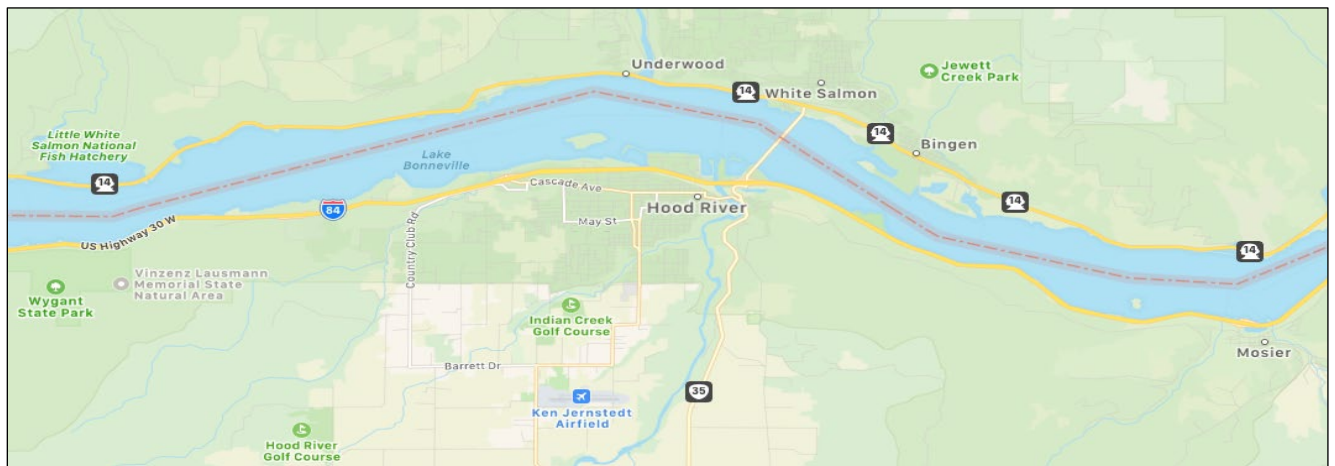 Underwood
14
White Salmon
Jewett
Creek Park
Little White
Salmon National
Fish Hatchery
14
Bingen
Lake
Bonneville
14
Cascade Ave
84
Hood River
May St
14
US Highway 30 W
Country Club Rd
14
Vinzenz Lausmann
Memorial State
Natural Area
Wygant
State Park
Indian Creek
Golf Course
Mosier
Barrett Dr
35
Ken Jernstedt
Airfield
Hood River
Golf Course